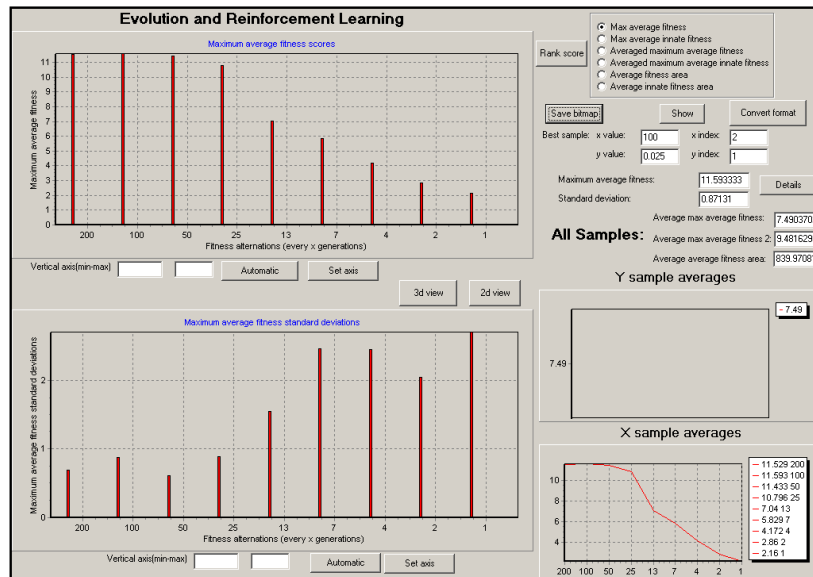 Evolution and Reinforcement Learning
Maximum average fitness scores
Maximum average fitness
11
10
9
8
7
6
5
4
3
2
1
0
200 100 50 25 13 7 4 2 1
Fitness alternations (every x generations)
Vertical axis(min-max)
Automatic
Set axis
3d view
2d view
Maximum average fitness standard deviations
Maximum average fitness standard deviations
2
1
0
200 100 50 25 13 7 4 2 1
Fitness alternations (every x generations)
Vertical axis(min-max)
Automatic
Set axis
Rank score
Max average fitness
Max average innate fitness
Averaged maximum average fitness
Averaged maximum average innate fitness
Average fitness area
Average innate fitness area
Save bitmap
Show
Convert format
Best sample: x value: 100 x index: 2
y value: 0.025 y index: 1
Maximum average fitness: 11.593333
Standard deviation: 0.87131
Details
All Samples:
Average max average fitness: 7.490370
Average max average fitness 2: 9.481629
Average average fitness area: 839.97081
Y sample averages
7.49
7.49
X sample averages
10
8
6
4
200 100 50 25 13 7 4 2 1
11.529 200
11.593 100
11.433 50
10.796 25
7.04 13
5.829 7
4.172 4
2.86 2
2.16 1